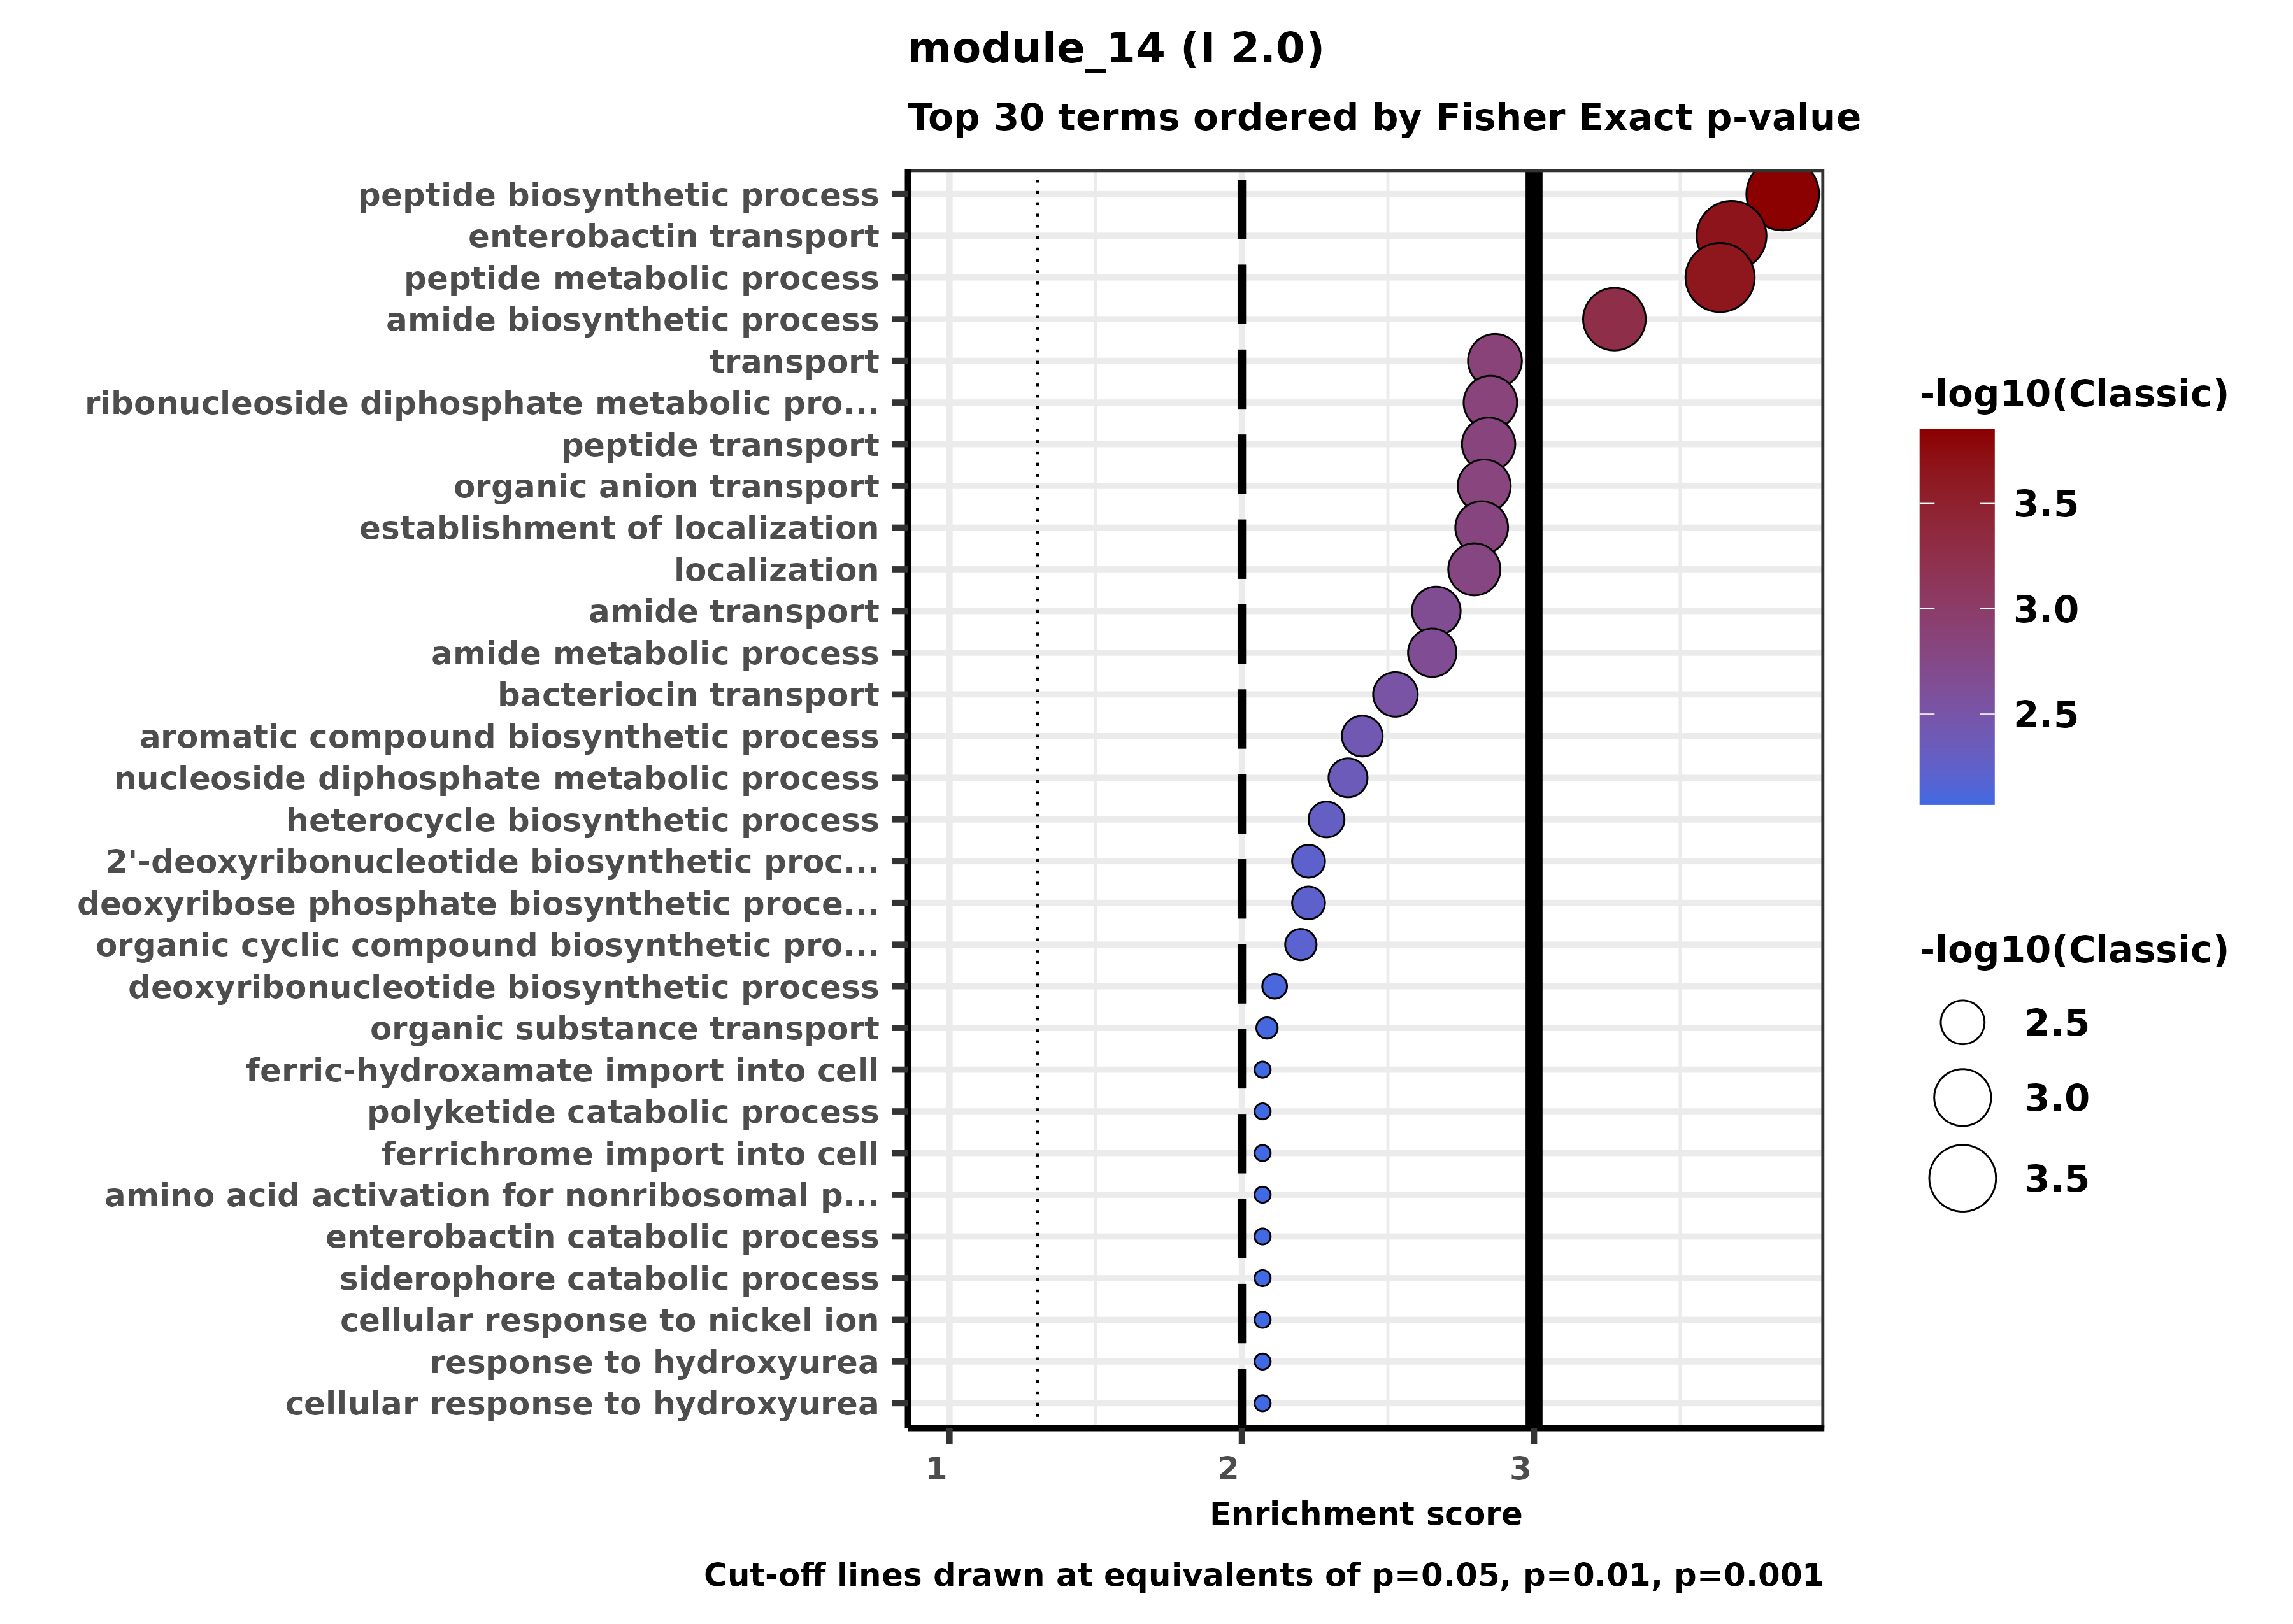 module_14 (I 2.0)
Top 30 terms ordered by Fisher Exact p-value
peptide biosynthetic process
enterobactin transport
peptide metabolic process
amide biosynthetic process
transport
ribonucleoside diphosphate metabolic pro...
peptide transport
organic anion transport
establishment of localization
localization
amide transport
amide metabolic process
bacteriocin transport
aromatic compound biosynthetic process
nucleoside diphosphate metabolic process
heterocycle biosynthetic process
2'-deoxyribonucleotide biosynthetic proc...
deoxyribose phosphate biosynthetic proce...
organic cyclic compound biosynthetic pro...
deoxyribonucleotide biosynthetic process
organic substance transport
ferric-hydroxamate import into cell
polyketide catabolic process
ferrichrome import into cell
amino acid activation for nonribosomal p...
enterobactin catabolic process
siderophore catabolic process
cellular response to nickel ion
response to hydroxyurea
cellular response to hydroxyurea
1 2 3
Enrichment score
Cut-off lines drawn at equivalents of p=0.05, p=0.01, p=0.001
-log10(Classic)
3.5
3.0
2.5
-log10(Classic)
2.5
3.0
3.5